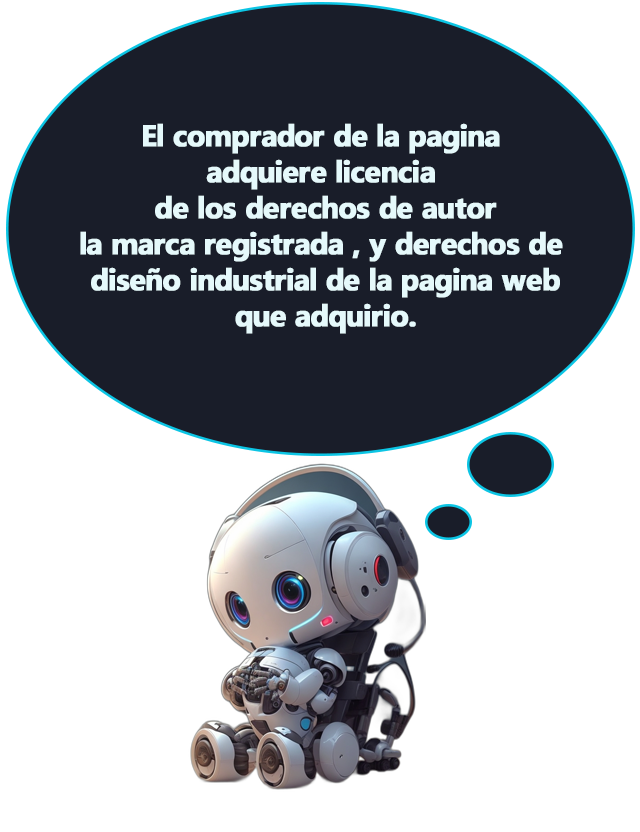 El comprador de la pagina
adquiere licencia
de los derechos de autor
la marca registrada , y derechos de
diseño industrial de la pagina web
que adquirio.